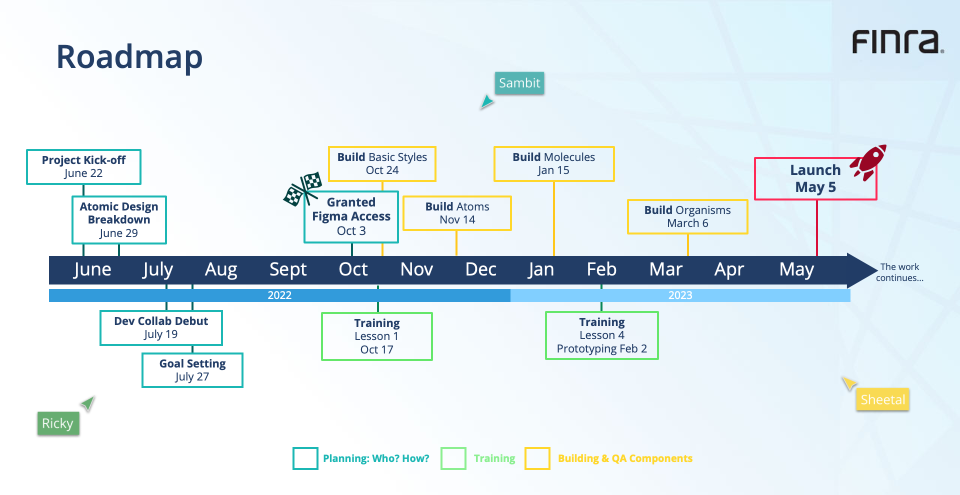 Roadmap
FINRA
Sambit
Project Kick-off
June 22
Atomic Design
Breakdown
June 29
Granted
Figma Access
Oct 3
Build Basic Styles
Oct 24
Build Atoms
Nov 14
Build Molecules
Jan 15
Build Organisms
March 6
Launch
May 5
June July Aug Sept Oct Nov Dec Jan Feb Mar Apr May
The work
continues...
2022 2023
Dev Collab Debut
July 19
Goal Setting
July 27
Training
Lesson 1
Oct 17
Training
Lesson 4
Prototyping Feb 2
Ricky
Sheetal
Planning: Who? How? Training Building & QA Components